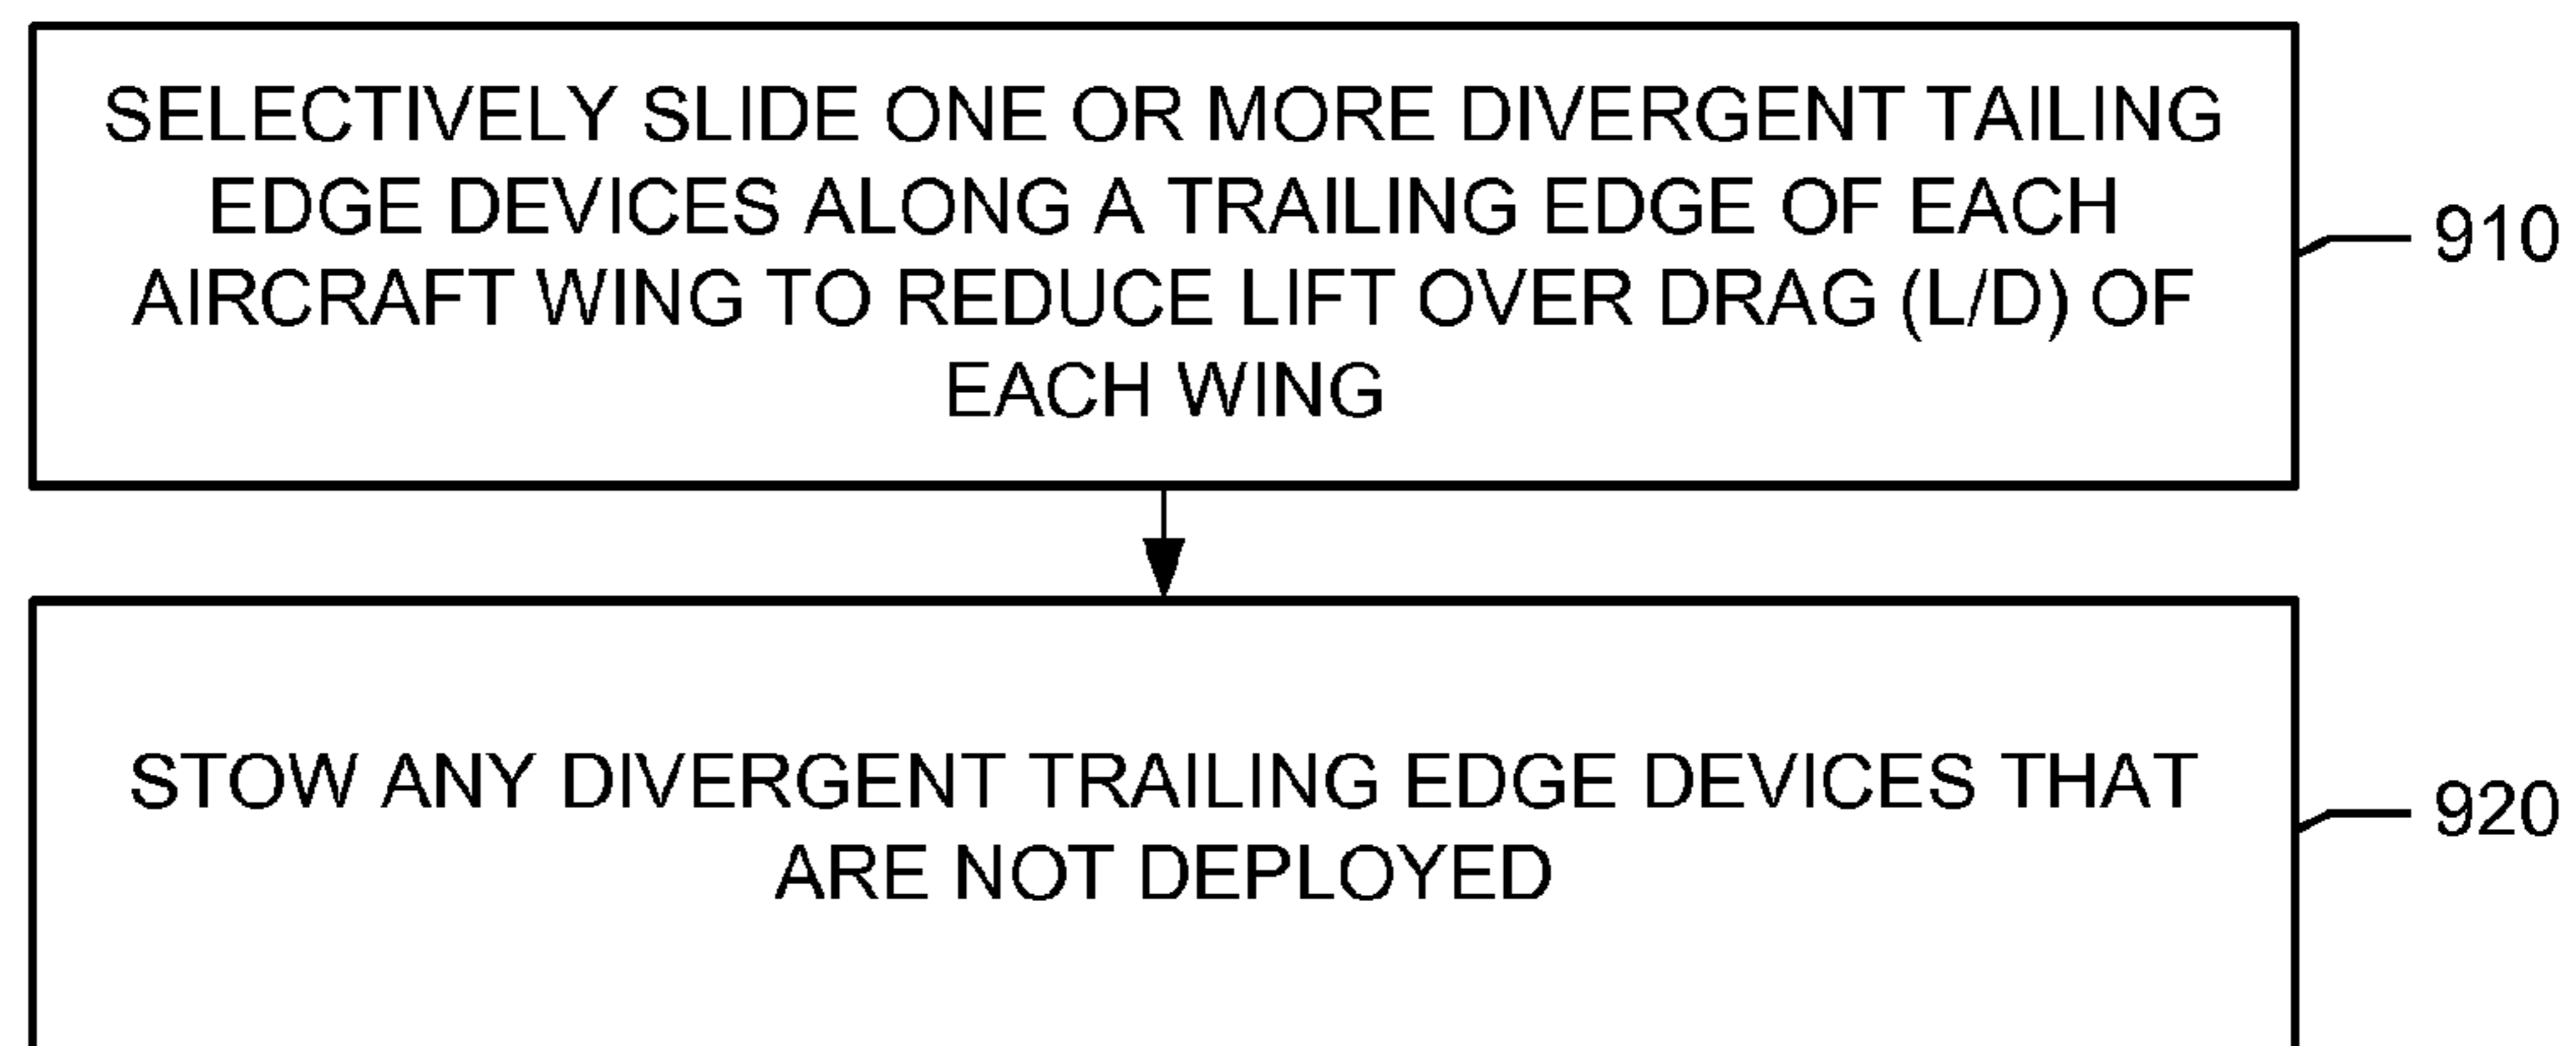 SELECTIVELY SLIDE ONE OR MORE DIVERGENT TAILING
EDGE DEVICES ALONG A TRAILING EDGE OF EACH
AIRCRAFT WING TO REDUCE LIFT OVER DRAG (L/D) OF
EACH WING
910
STOW ANY DIVERGENT TRAILING EDGE DEVICES THAT
ARE NOT DEPLOYED
920